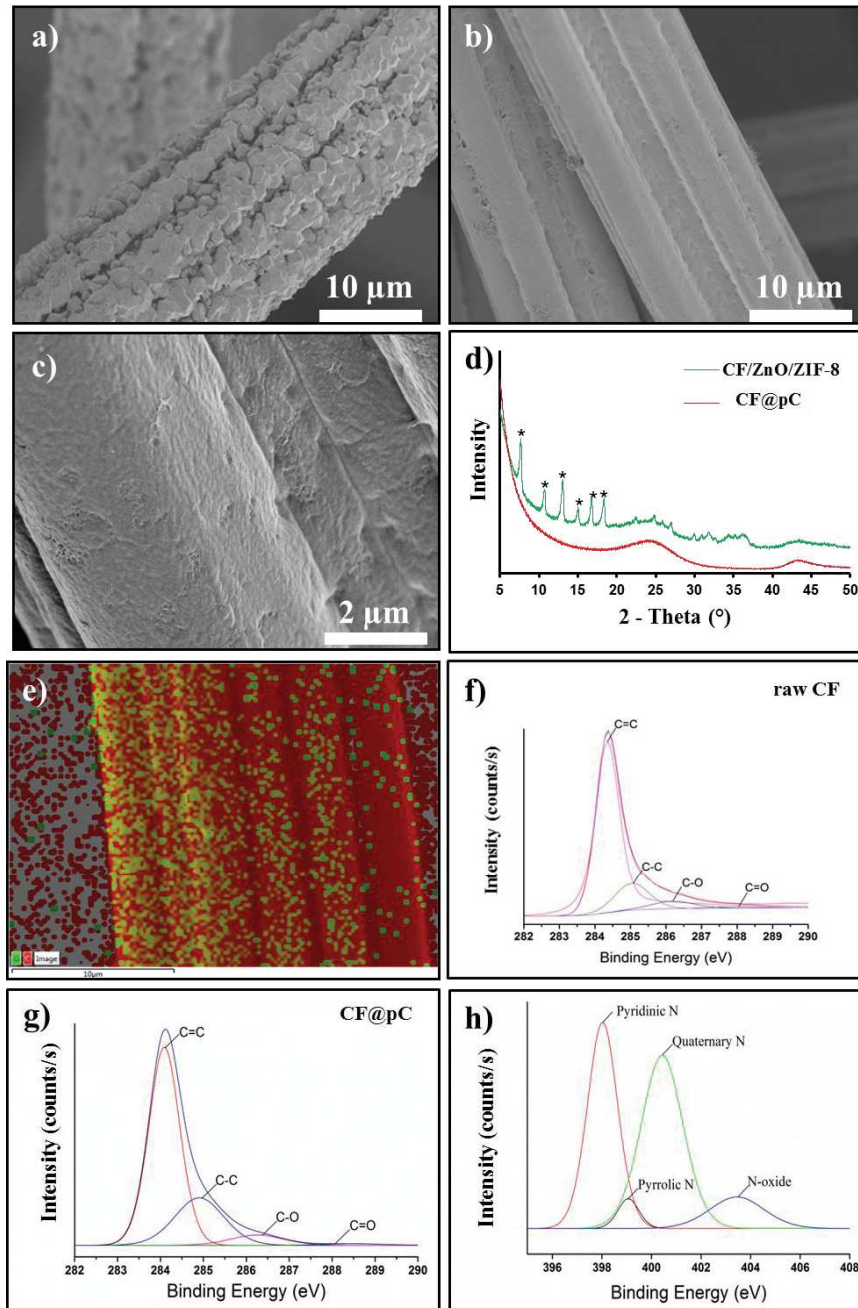 a)
10 µm
b)
10 µm
c)
2 µm
d)
CF/ZnO/ZIF-8
CF@pC
* * * * * *
Intensity
5 10 15 20 25 30 35 40 45 50
2 - Theta (°)
e)
Image
10µm
f)
raw CF
C=C
C-C
C-O
C=O
Intensity (counts/s)
282 283 284 285 286 287 288 289 290
Binding Energy (eV)
g)
CF@pC
C=C
C-C
C-O
C=O
Intensity (counts/s)
282 283 284 285 286 287 288 289 290
Binding Energy (eV)
h)
Pyridinic N
Quaternary N
Pyrrolic N
N-oxide
Intensity (counts/s)
396 398 400 402 404 406 408
Binding Energy (eV)